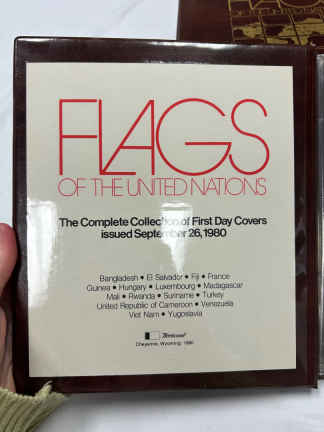 FLAGS
OF THE UNITED NATIONS
The Complete Collection of First Day Covers
issued September 26, 1980
Bangladesh • El Salvador • Fiji • France
Guinea • Hungary • Luxembourg • Madagascar
Mali • Rwanda • Suriname • Turkey
United Republic of Cameroon • Venezuela
Viet Nam • Yugoslavia
Fleetwood
Cheyenne, Wyoming